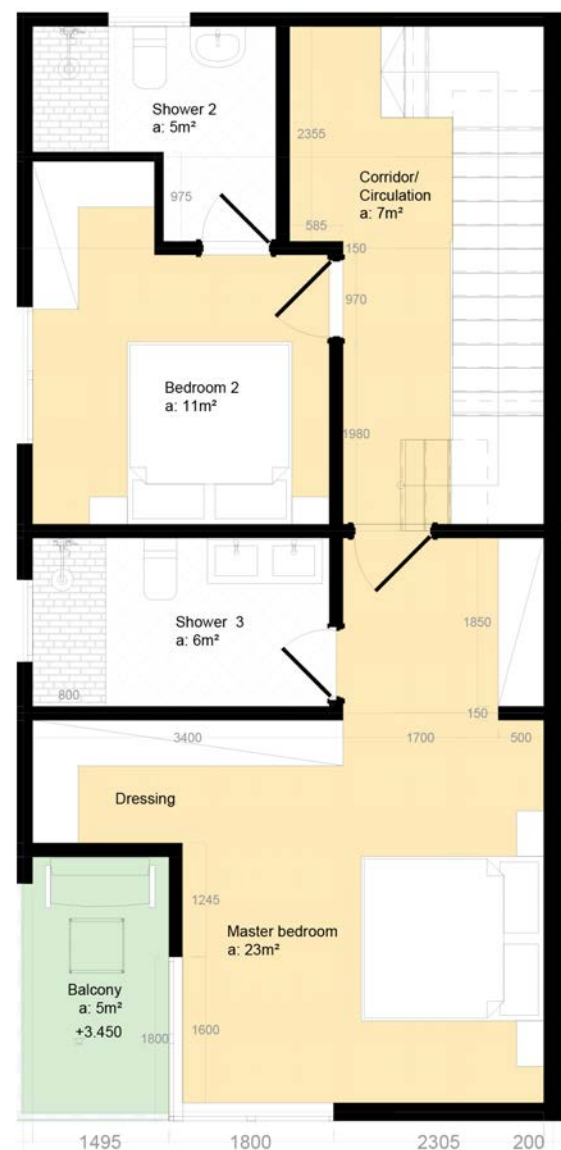 Shower 2
a: 5m²
2355
Corridor/
Circulation
a: 7m²
975
585
150
970
Bedroom 2
a: 11m²
1980
Shower  3
a: 6m²
1850
800
150
3400
1700
500
Dressing
1245
Master bedroom
a: 23m²
Balcony
a: 5m²
+3.450
1800
1600
1495
1800
2305
200